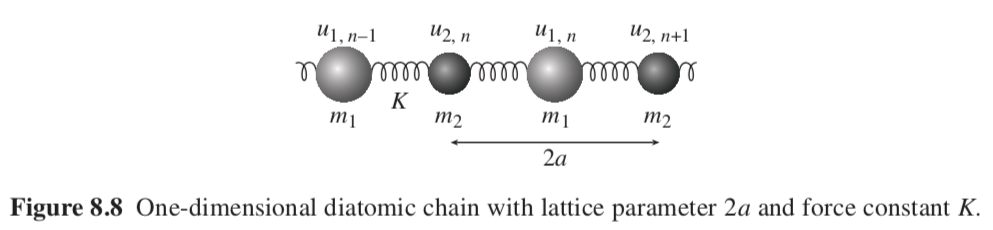 u1, n−1 u2, n u1, n u2, n+1
K
m1 m2 m1 m2
2a
Figure 8.8 One-dimensional diatomic chain with lattice parameter 2a and force constant K.